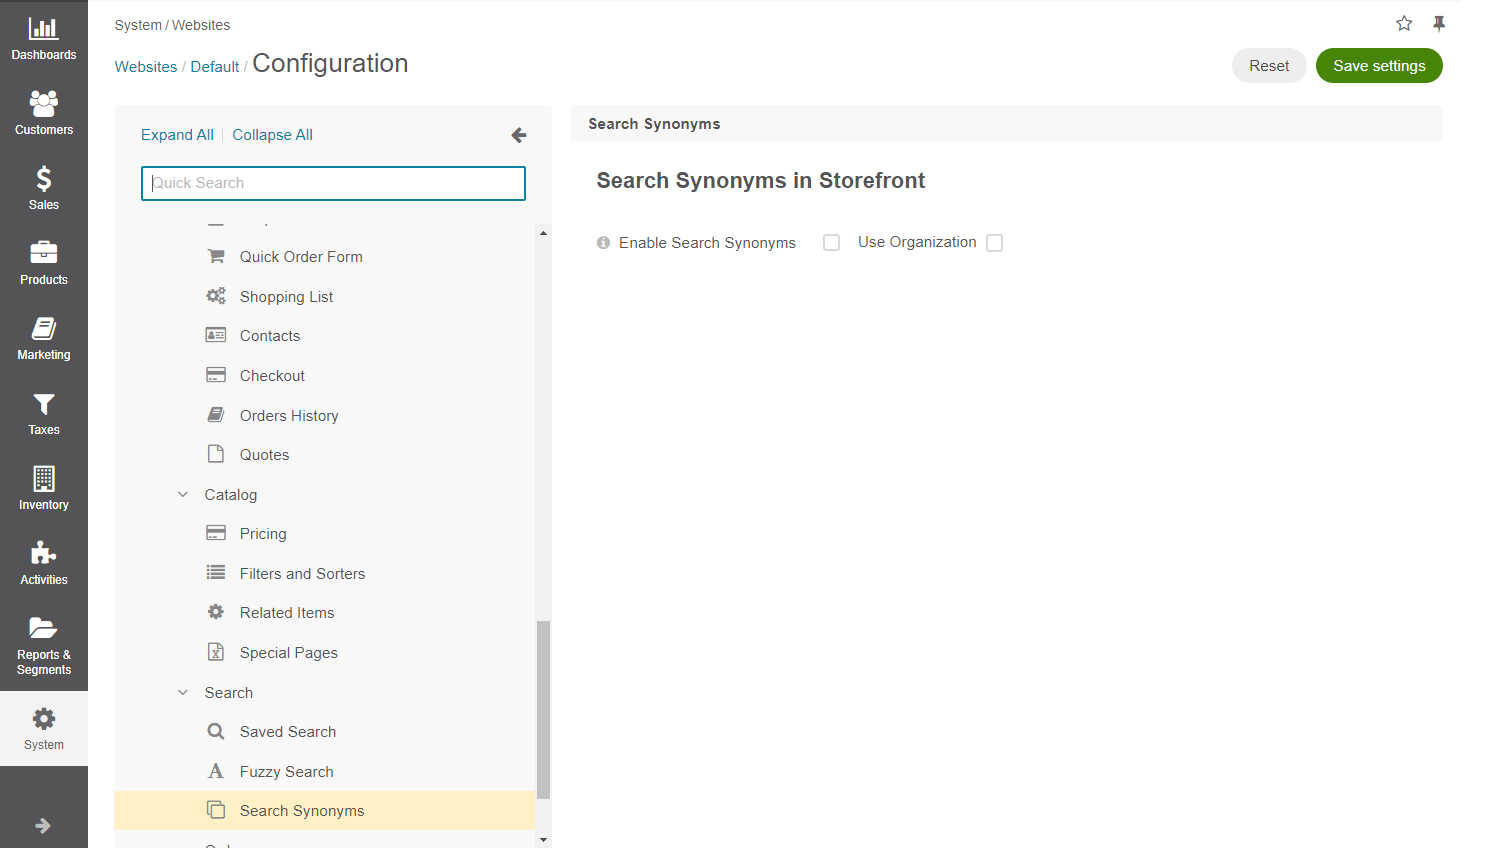 Dashboards
Customers
Sales
Products
Marketing
Taxes
Inventory
Activities
Reports &
Segments
System
System / Websites
Websites / Default / Configuration
Reset
Save settings
Expand All
Collapse All
Quick Search
Quick Order Form
Shopping List
Contacts
Checkout
Orders History
Quotes
Catalog
Pricing
Filters and Sorters
Related Items
Special Pages
Search
Saved Search
Fuzzy Search
Search Synonyms
Search Synonyms
Search Synonyms in Storefront
Enable Search Synonyms
Use Organization